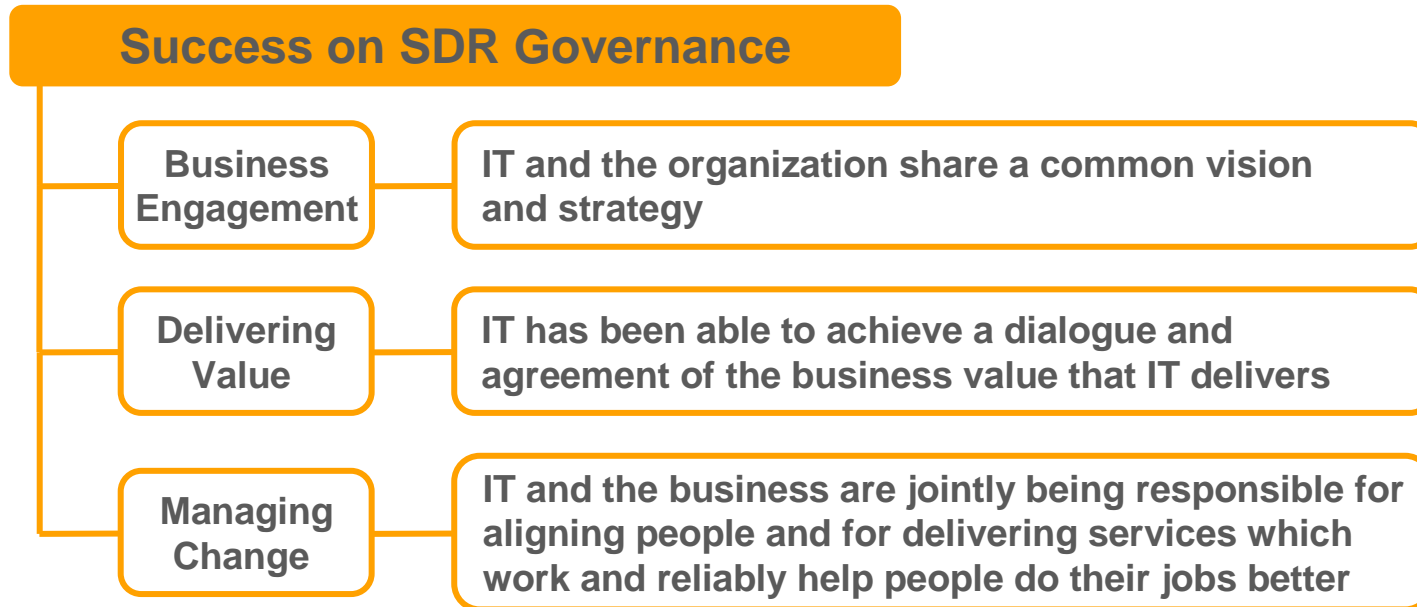 Success on SDR Governance
Business
Engagement
IT and the organization share a common vision
and strategy
Delivering
Value
IT has been able to achieve a dialogue and
agreement of the business value that IT delivers
Managing
Change
IT and the business are jointly being responsible for
aligning people and for delivering services which
work and reliably help people do their jobs better